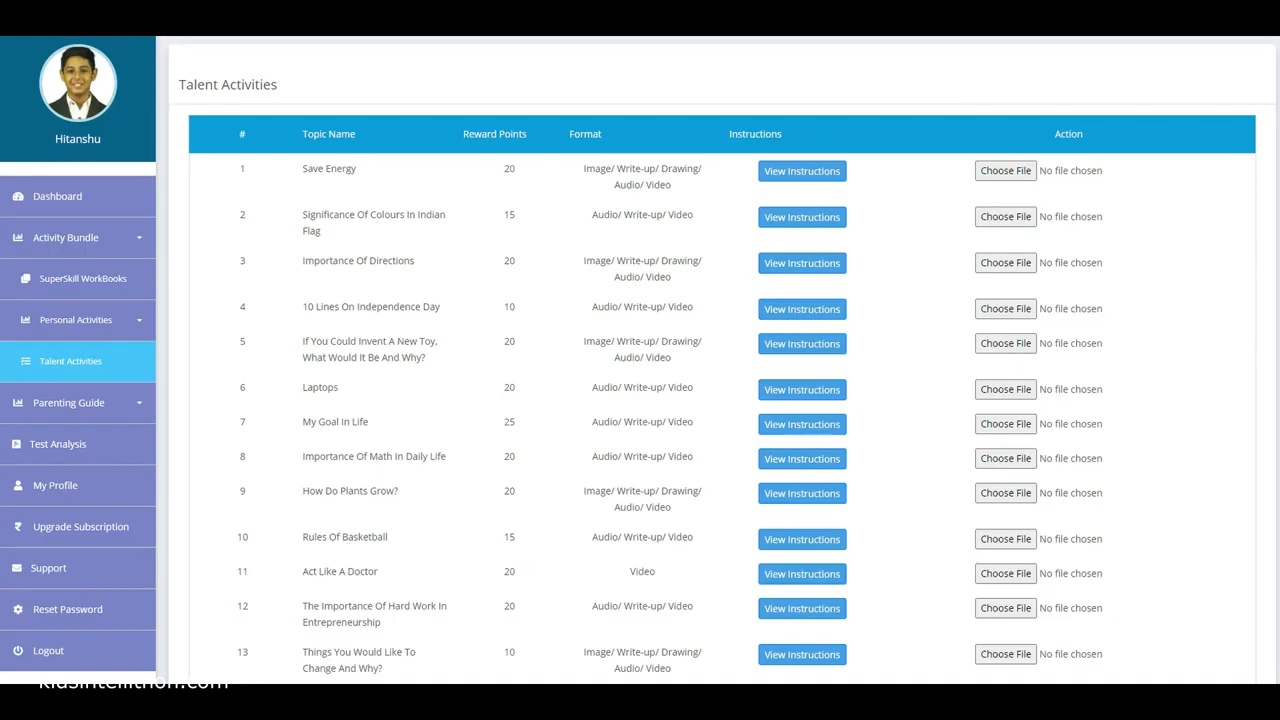 Hitanshu
Dashboard
Activity Bundle
SuperSkill WorkBooks
Personal Activities
Talent Activities
Parenting Guide
Test Analysis
My Profile
Upgrade Subscription
Support
Reset Password
Logout
kidsintellithon.com
Talent Activities
# Topic Name Reward Points Format Instructions Action
1 Save Energy 20 Image/ Write-up/ Drawing/ View Instructions Choose File No file chosen
Audio/ Video
2 Significance Of Colours In Indian 15 Audio/ Write-up/ Video View Instructions Choose File No file chosen
Flag
3 Importance Of Directions 20 Image/ Write-up/ Drawing/ View Instructions Choose File No file chosen
Audio/ Video
4 10 Lines On Independence Day 10 Audio/ Write-up/ Video View Instructions Choose File No file chosen
5 If You Could Invent A New Toy, 20 Image/ Write-up/ Drawing/ View Instructions Choose File No file chosen
What Would It Be And Why? Audio/ Video
6 Laptops 20 Audio/ Write-up/ Video View Instructions Choose File No file chosen
7 My Goal In Life 25 Audio/ Write-up/ Video View Instructions Choose File No file chosen
8 Importance Of Math In Daily Life 20 Audio/ Write-up/ Video View Instructions Choose File No file chosen
9 How Do Plants Grow? 20 Image/ Write-up/ Drawing/ View Instructions Choose File No file chosen
Audio/ Video
10 Rules Of Basketball 15 Audio/ Write-up/ Video View Instructions Choose File No file chosen
11 Act Like A Doctor 20 Video View Instructions Choose File No file chosen
12 The Importance Of Hard Work In 20 Audio/ Write-up/ Video View Instructions Choose File No file chosen
Entrepreneurship
13 Things You Would Like To 10 Image/ Write-up/ Drawing/ View Instructions Choose File No file chosen
Change And Why? Audio/ Video